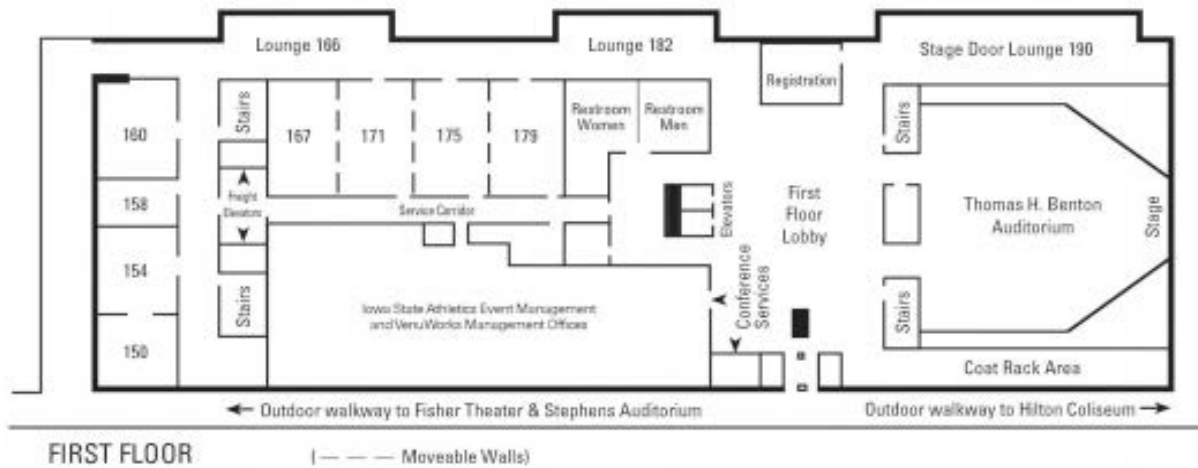 Lounge 166
Lounge 182
Stage Door Lounge 190
Registration
160
Stairs
167
171
175
179
Restroom
Women
Restroom
Men
Stairs
158
Freight
Elevators
Service Corridor
Elevators
First
Floor
Lobby
Thomas H. Benton
Auditorium
Stage
154
Stairs
Iowa State Athletics Event Management
and VenuWorks Management Offices
Conference
Services
Stairs
150
Coat Rack Area
Outdoor walkway to Fisher Theater & Stephens Auditorium
Outdoor walkway to Hilton Coliseum
FIRST FLOOR
(— — — Moveable Walls)